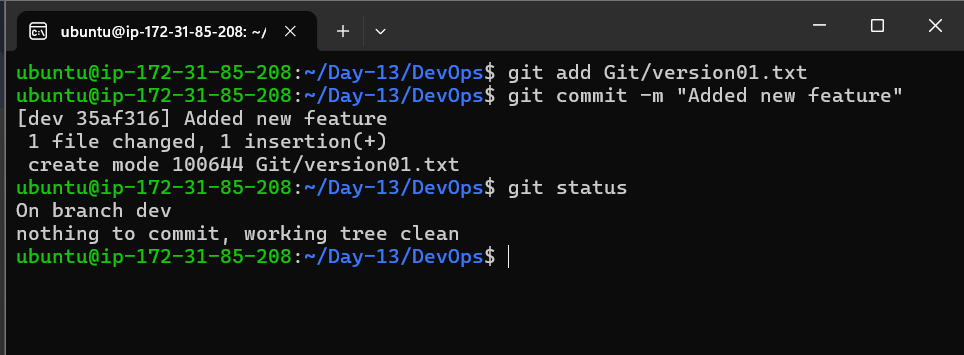 ubuntu@ip-172-31-85-208: ~/
ubuntu@ip-172-31-85-208:~/Day-13/DevOps$ git add Git/version01.txt
ubuntu@ip-172-31-85-208:~/Day-13/DevOps$ git commit -m "Added new feature"
[dev 35af316] Added new feature
 1 file changed, 1 insertion(+)
 create mode 100644 Git/version01.txt
ubuntu@ip-172-31-85-208:~/Day-13/DevOps$ git status
On branch dev
nothing to commit, working tree clean
ubuntu@ip-172-31-85-208:~/Day-13/DevOps$